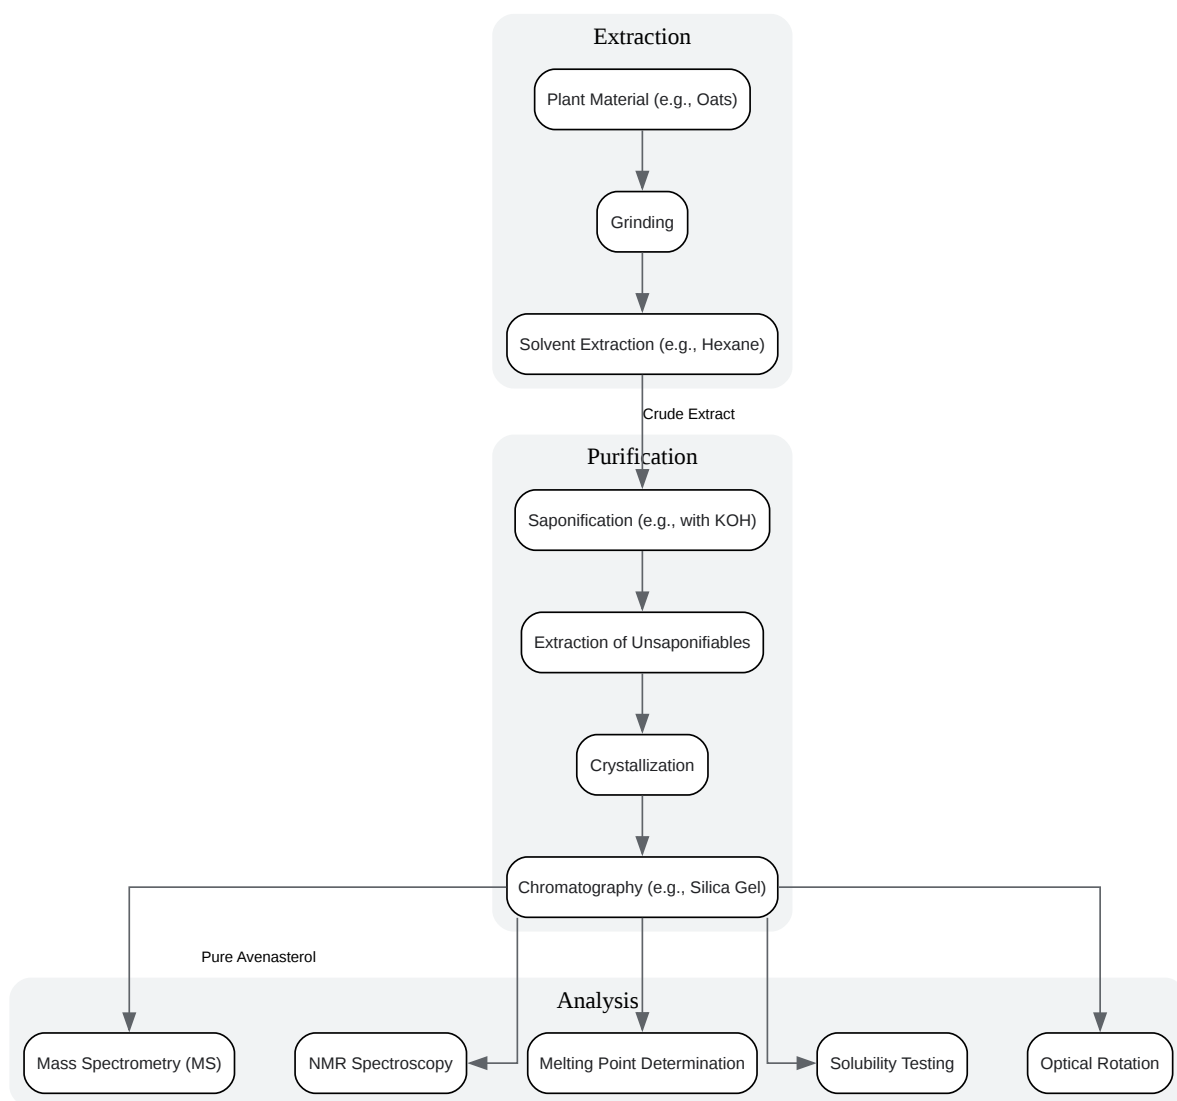 Extraction
Plant Material (e.g., Oats)
Grinding
Solvent Extraction (e.g., Hexane)
Crude Extract
Purification
Saponification (e.g., with KOH)
Extraction of Unsaponifiables
Crystallization
Chromatography (e.g., Silica Gel)
Pure Avenasterol
Analysis
Mass Spectrometry (MS)
NMR Spectroscopy
Melting Point Determination
Solubility Testing
Optical Rotation